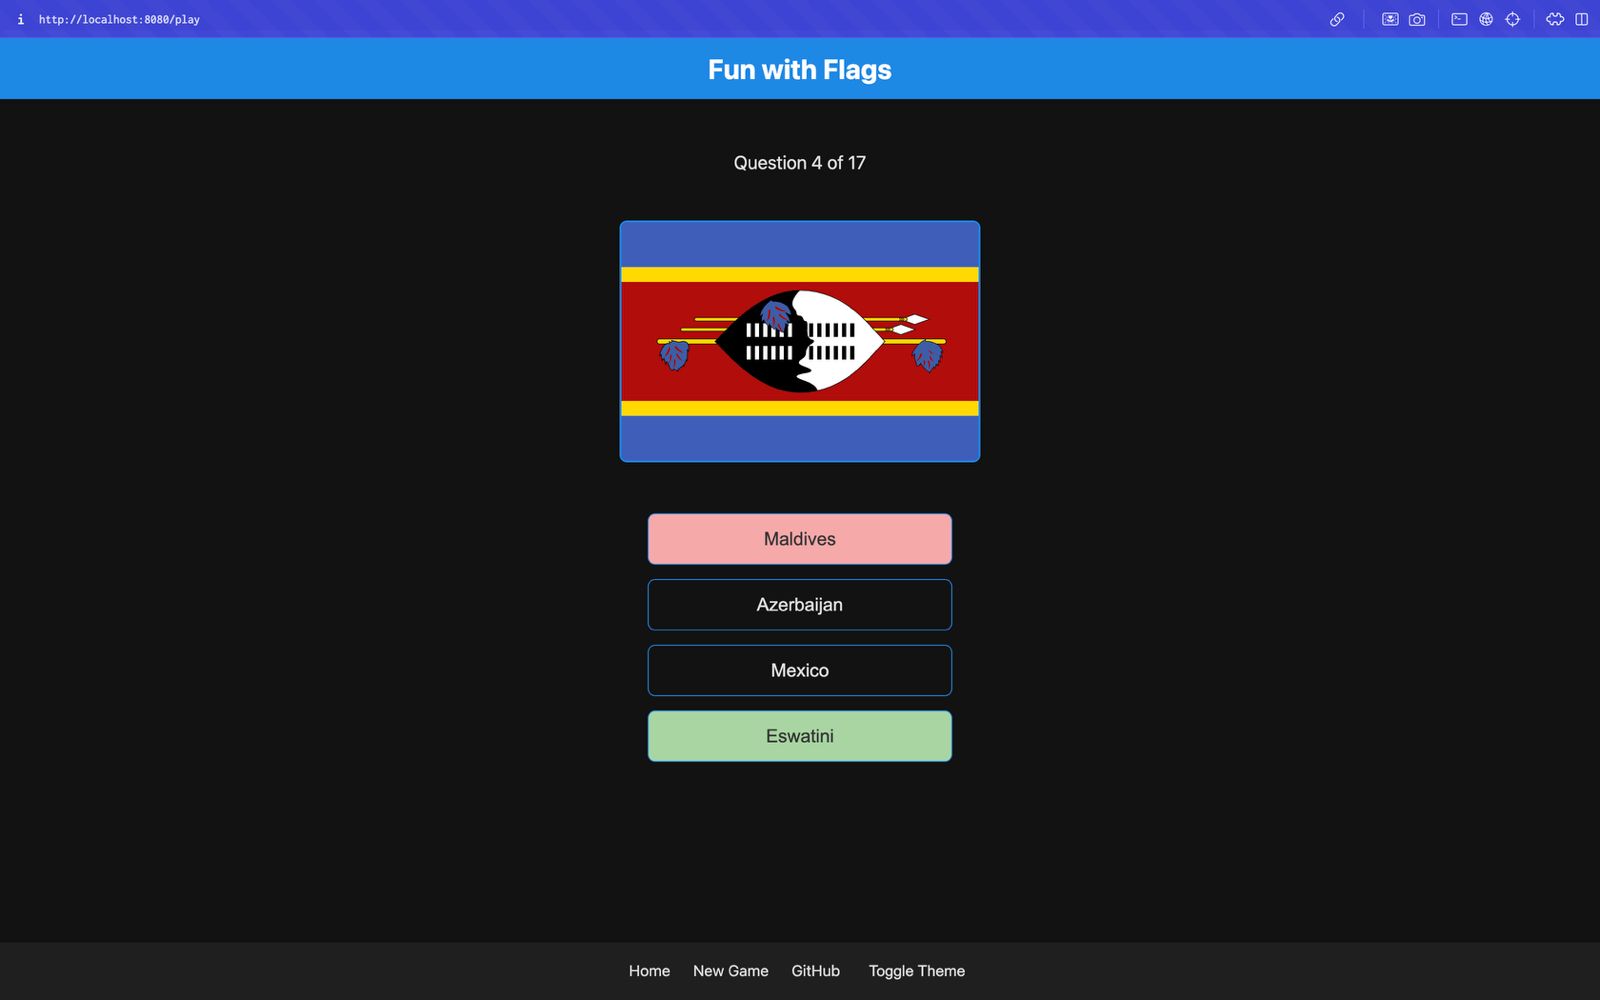 http://localhost:8080/play
Fun with Flags
Question 4 of 17
Maldives
Azerbaijan
Mexico
Eswatini
Home New Game GitHub Toggle Theme